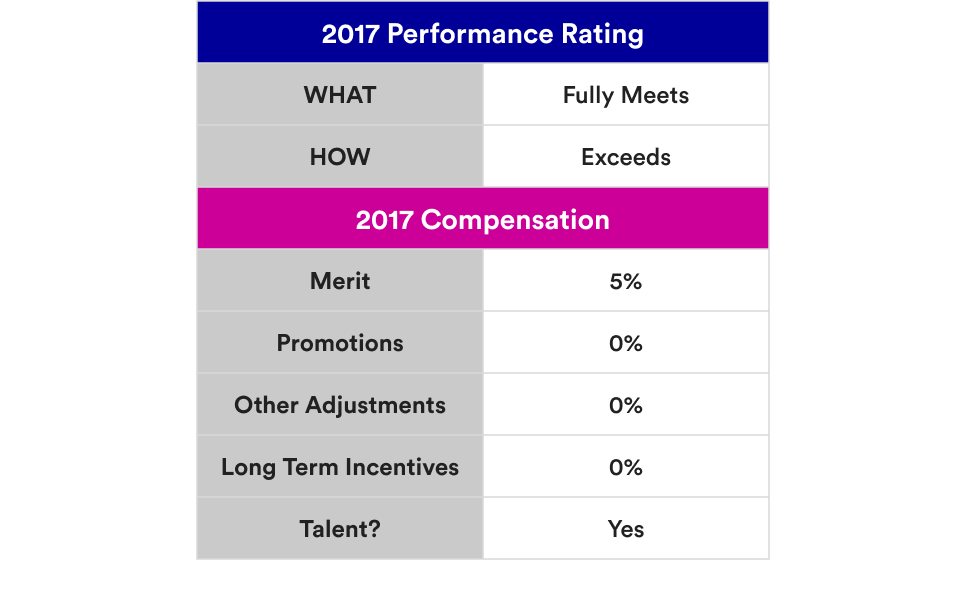 2017 Performance Rating
WHAT Fully Meets
HOW Exceeds
2017 Compensation
Merit 5%
Promotions 0%
Other Adjustments 0%
Long Term Incentives 0%
Talent? Yes